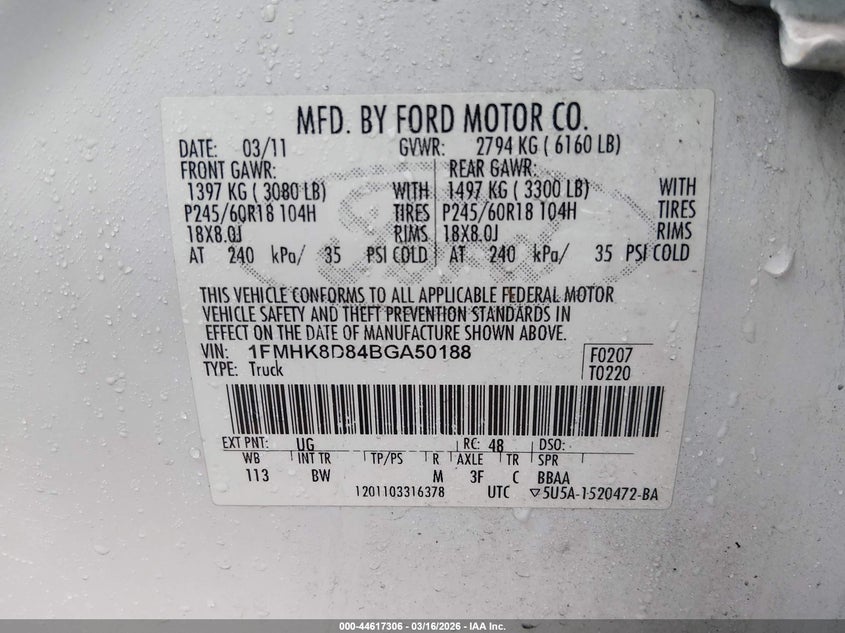 MFD. BY FORD MOTOR CO.
DATE: 03/11 GVWR: 2794 KG ( 6160 LB)
FRONT GAWR: REAR GAWR:
1397 KG ( 3080 LB) WITH 1497 KG ( 3300 LB) WITH
P245/60R18 104H TIRES P245/60R18 104H TIRES
18X8.0J RIMS 18X8.0J RIMS
AT 240 kPa/ 35 PSI COLD AT 240 kPa/ 35 PSI COLD
Ford
THIS VEHICLE CONFORMS TO ALL APPLICABLE FEDERAL MOTOR
VEHICLE SAFETY AND THEFT PREVENTION STANDARDS IN
EFFECT ON THE DATE OF MANUFACTURE SHOWN ABOVE.
VIN: 1FMHK8D84BGA50188 F0207
TYPE: Truck T0220
EXT PNT: UG RC: 48 DSO:
WB INT TR TP/PS R AXLE TR SPR
113 BW M 3F C BBAA
1201103316378 UTC ▽5U5A-1520472-BA
000-44617306 - 03/16/2026 - IAA Inc.